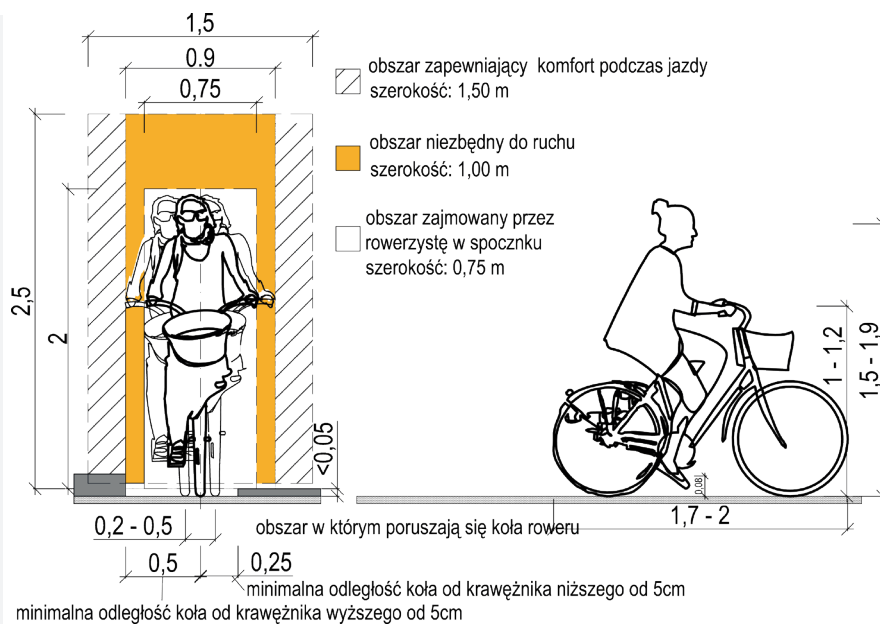 1,5
0.9
0,75
obszar zapewniający komfort podczas jazdy
szerokość: 1,50 m
obszar niezbędny do ruchu
szerokość: 1,00 m
obszar zajmowany przez
rowerzystę w spocznku
szerokość: 0,75 m
2,5
2
<0,05
1 - 1,2
1,5 - 1,9
0,08
1,7 - 2
0,2 - 0,5
obszar w którym poruszają się koła roweru
0,5
0,25
minimalna odległość koła od krawężnika niższego od 5cm
minimalna odległość koła od krawężnika wyższego od 5cm